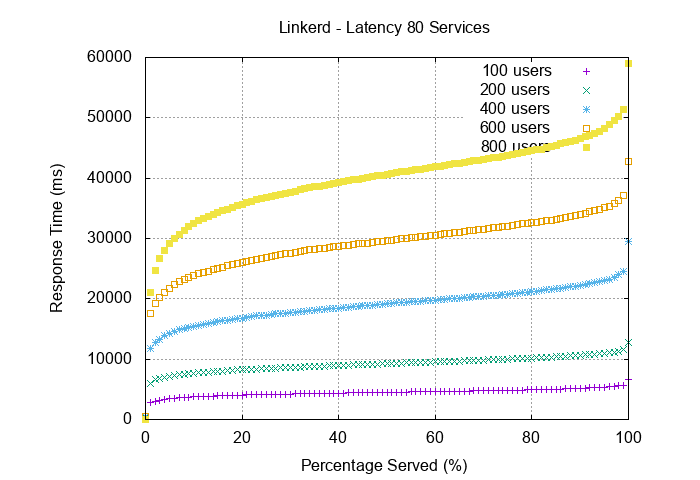 Linkerd - Latency 80 Services
60000
50000
40000
30000
20000
10000
0
0 20 40 60 80 100
Response Time (ms)
Percentage Served (%)
100 users
200 users
400 users
600 users
800 users